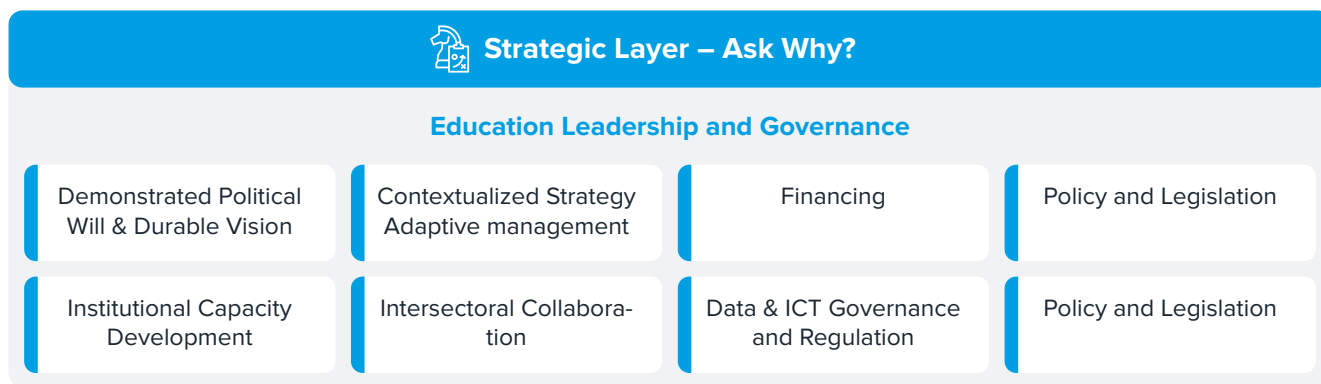 Strategic Layer – Ask Why?
Education Leadership and Governance
Demonstrated Political
Will & Durable Vision
Contextualized Strategy
Adaptive management
Financing
Policy and Legislation
Institutional Capacity
Development
Intersectoral Collabora-
tion
Data & ICT Governance
and Regulation
Policy and Legislation